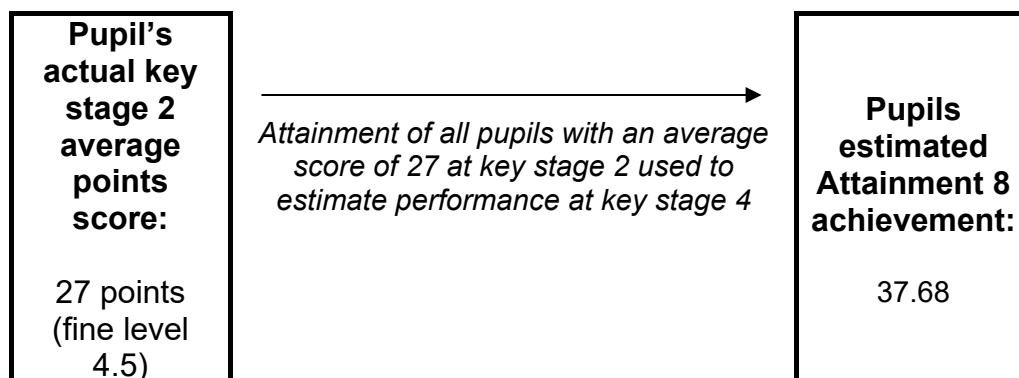 Pupil’s
actual key
stage 2
average
points
score:
27 points
(fine level
4.5)
Attainment of all pupils with an average
score of 27 at key stage 2 used to
estimate performance at key stage 4
Pupils
estimated
Attainment 8
achievement:
37.68